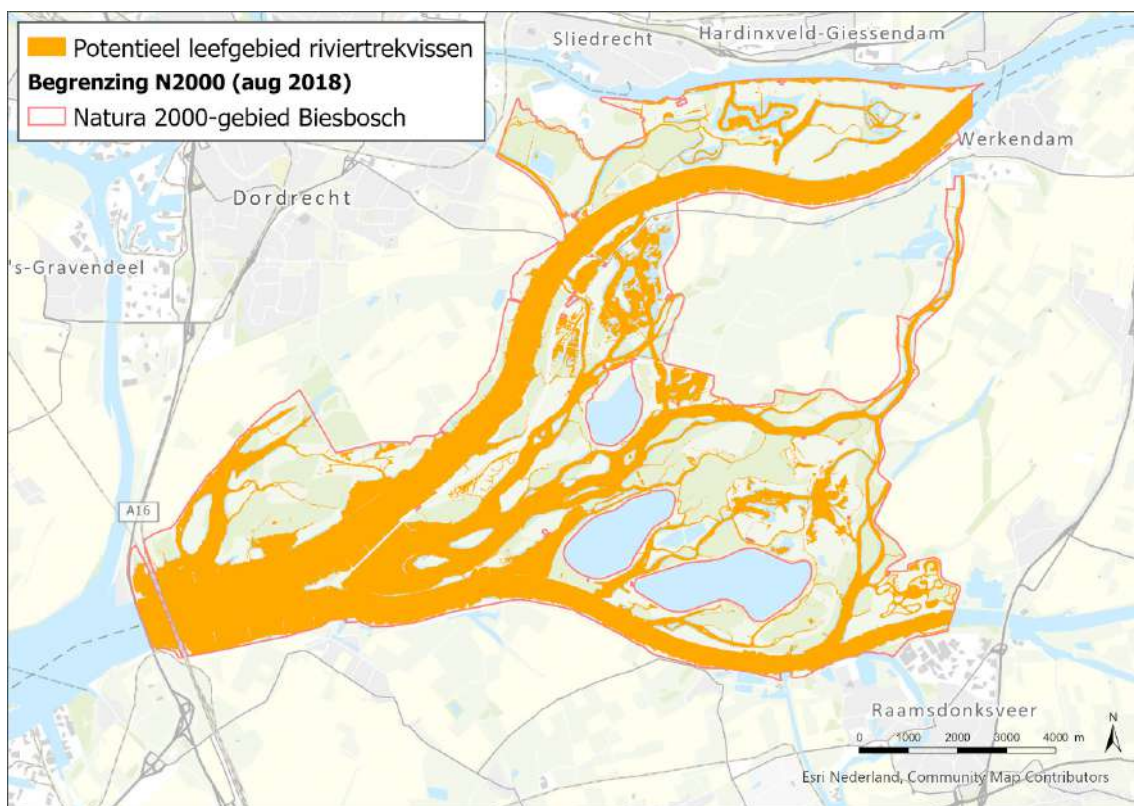 Potentieel leefgebied riviertrekvissen
Begrenzing N2000 (aug 2018)
Natura 2000-gebied Biesbosch
Sliedrecht
Hardinxveld-Giessendam
Werkendam
Dordrecht
's-Gravendeel
A16
Raamsdonksveer
N
0 1000 2000 3000 4000 m
Esri Nederland, Community Map Contributors